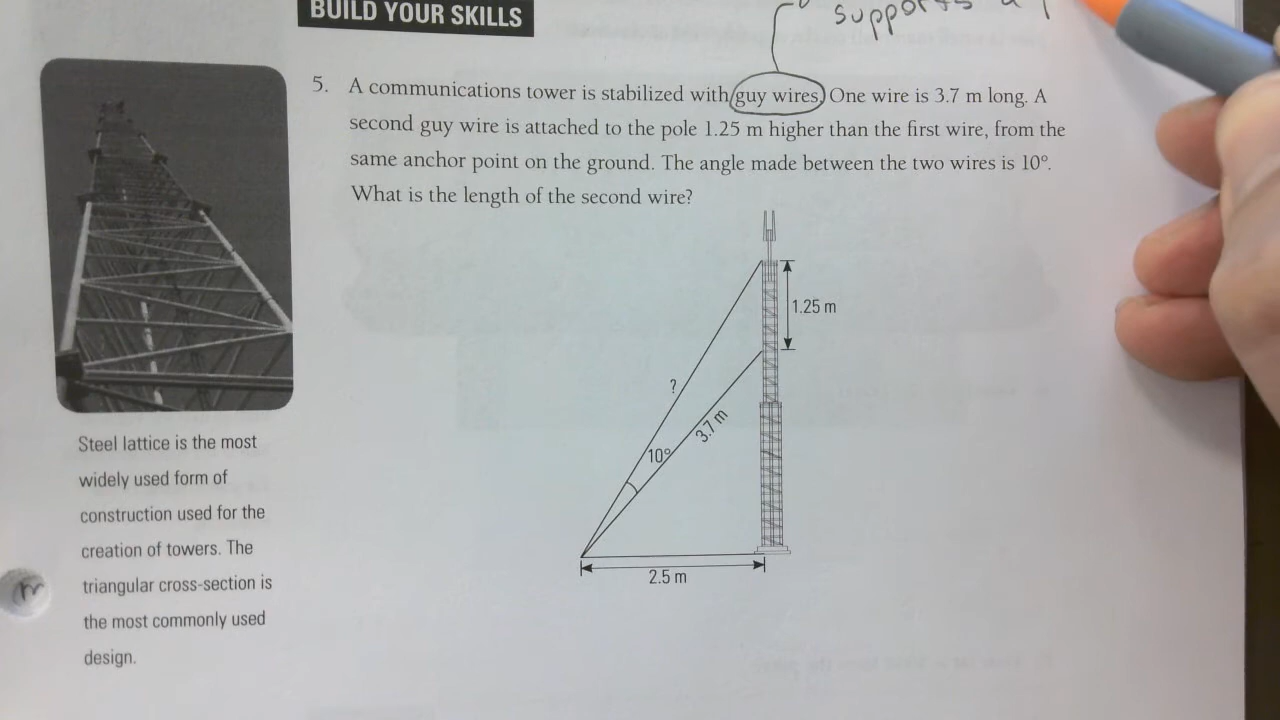 BUILD YOUR SKILLS
supports a
5. A communications tower is stabilized with guy wires. One wire is 3.7 m long. A
second guy wire is attached to the pole 1.25 m higher than the first wire, from the
same anchor point on the ground. The angle made between the two wires is 10°.
What is the length of the second wire?
1.25 m
?
3.7 m
10°
2.5 m
Steel lattice is the most
widely used form of
construction used for the
creation of towers. The
triangular cross-section is
the most commonly used
design.